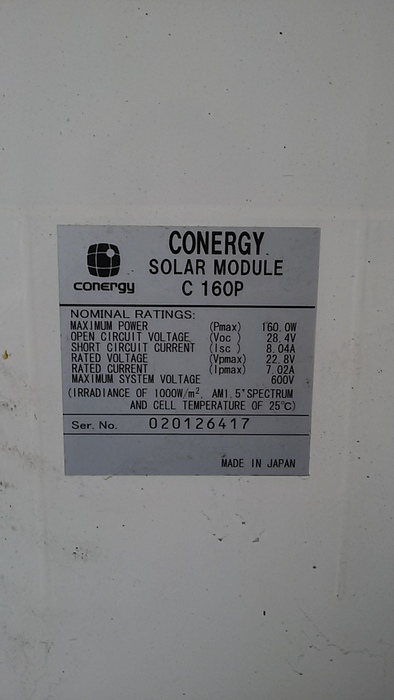 CONERGY
SOLAR MODULE
conergy
C 160P
NOMINAL RATINGS:
MAXIMUM POWER (Pmax) 160.0W
OPEN CIRCUIT VOLTAGE (Voc) 28.4V
SHORT CIRCUIT CURRENT (Isc) 8.04A
RATED VOLTAGE (Vpmax) 22.8V
RATED CURRENT (Ipmax) 7.02A
MAXIMUM SYSTEM VOLTAGE 600V
(IRRADIANCE OF 1000W/m², AM1.5 SPECTRUM
AND CELL TEMPERATURE OF 25℃)
Ser. No. 020126417
MADE IN JAPAN